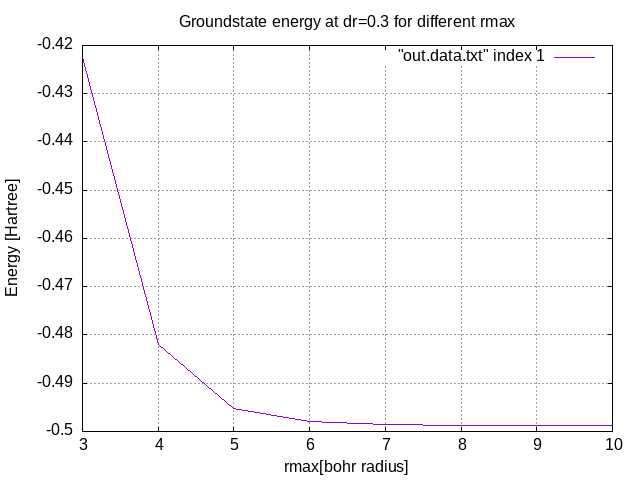 Groundstate energy at dr=0.3 for different rmax
"out.data.txt" index 1
-0.42
-0.43
-0.44
-0.45
-0.46
-0.47
-0.48
-0.49
-0.5
Energy [Hartree]
3 4 5 6 7 8 9 10
rmax[bohr radius]